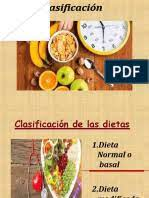 asificación
Clasificación de las dietas
1.Dieta
Normal o
basal
2.Dieta